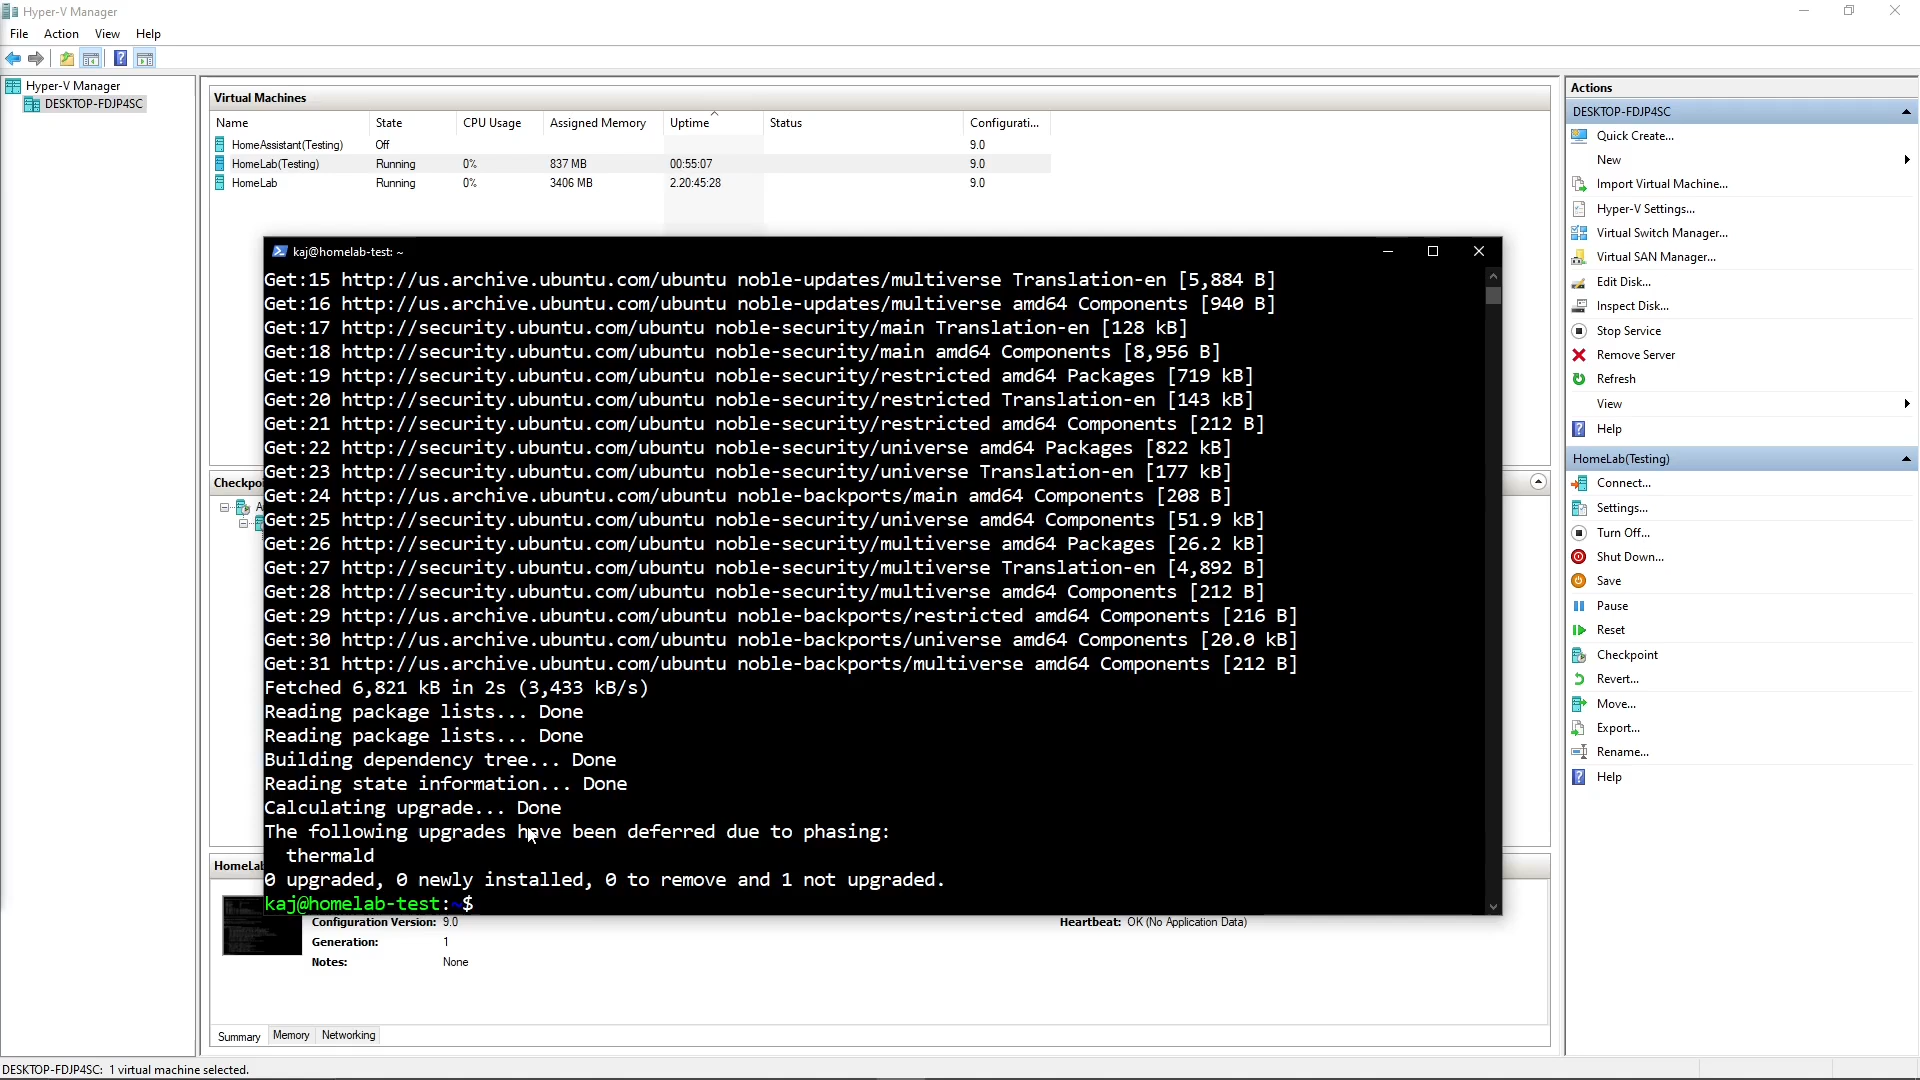 Hyper-V Manager
File Action View Help
Hyper-V Manager
DESKTOP-FDJP4SC
Virtual Machines
Name State CPU Usage Assigned Memory Uptime Status Configurati...
HomeAssistant(Testing) Off 9.0
HomeLab(Testing) Running 0% 837 MB 00:55:07 9.0
HomeLab Running 0% 3406 MB 2.20:45:28 9.0
kaj@homelab-test: ~
Get:15 http://us.archive.ubuntu.com/ubuntu noble-updates/multiverse Translation-en [5,884 B]
Get:16 http://us.archive.ubuntu.com/ubuntu noble-updates/multiverse amd64 Components [940 B]
Get:17 http://security.ubuntu.com/ubuntu noble-security/main Translation-en [128 kB]
Get:18 http://security.ubuntu.com/ubuntu noble-security/main amd64 Components [8,956 B]
Get:19 http://security.ubuntu.com/ubuntu noble-security/restricted amd64 Packages [719 kB]
Get:20 http://security.ubuntu.com/ubuntu noble-security/restricted Translation-en [143 kB]
Get:21 http://security.ubuntu.com/ubuntu noble-security/restricted amd64 Components [212 B]
Get:22 http://security.ubuntu.com/ubuntu noble-security/universe amd64 Packages [822 kB]
Get:23 http://security.ubuntu.com/ubuntu noble-security/universe Translation-en [177 kB]
Get:24 http://us.archive.ubuntu.com/ubuntu noble-backports/main amd64 Components [208 B]
Get:25 http://security.ubuntu.com/ubuntu noble-security/universe amd64 Components [51.9 kB]
Get:26 http://security.ubuntu.com/ubuntu noble-security/multiverse amd64 Packages [26.2 kB]
Get:27 http://security.ubuntu.com/ubuntu noble-security/multiverse Translation-en [4,892 B]
Get:28 http://security.ubuntu.com/ubuntu noble-security/multiverse amd64 Components [212 B]
Get:29 http://us.archive.ubuntu.com/ubuntu noble-backports/restricted amd64 Components [216 B]
Get:30 http://us.archive.ubuntu.com/ubuntu noble-backports/universe amd64 Components [20.0 kB]
Get:31 http://us.archive.ubuntu.com/ubuntu noble-backports/multiverse amd64 Components [212 B]
Fetched 6,821 kB in 2s (3,433 kB/s)
Reading package lists... Done
Reading package lists... Done
Building dependency tree... Done
Reading state information... Done
Calculating upgrade... Done
The following upgrades have been deferred due to phasing:
thermald
0 upgraded, 0 newly installed, 0 to remove and 1 not upgraded.
kaj@homelab-test:~$
Checkpoi
A
HomeLab
Configuration Version: 9.0 Heartbeat: OK (No Application Data)
Generation: 1
Notes: None
Summary Memory Networking
Actions
DESKTOP-FDJP4SC
Quick Create...
New
Import Virtual Machine...
Hyper-V Settings...
Virtual Switch Manager...
Virtual SAN Manager...
Edit Disk...
Inspect Disk...
Stop Service
Remove Server
Refresh
View
Help
HomeLab(Testing)
Connect...
Settings...
Turn Off...
Shut Down...
Save
Pause
Reset
Checkpoint
Revert...
Move...
Export...
Rename...
Help
DESKTOP-FDJP4SC: 1 virtual machine selected.